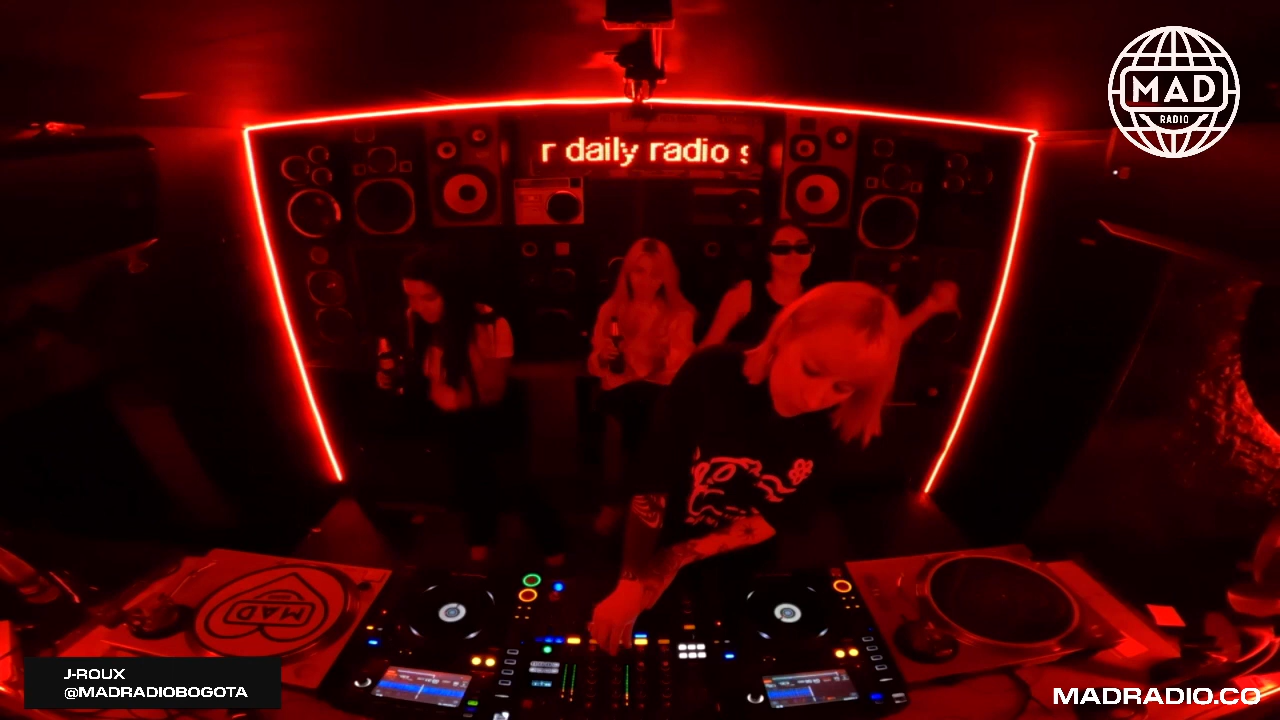 MAD
RADIO
r daily radio s
MAD
J-ROUX
@MADRADIOBOGOTA
MADRADIO.CO